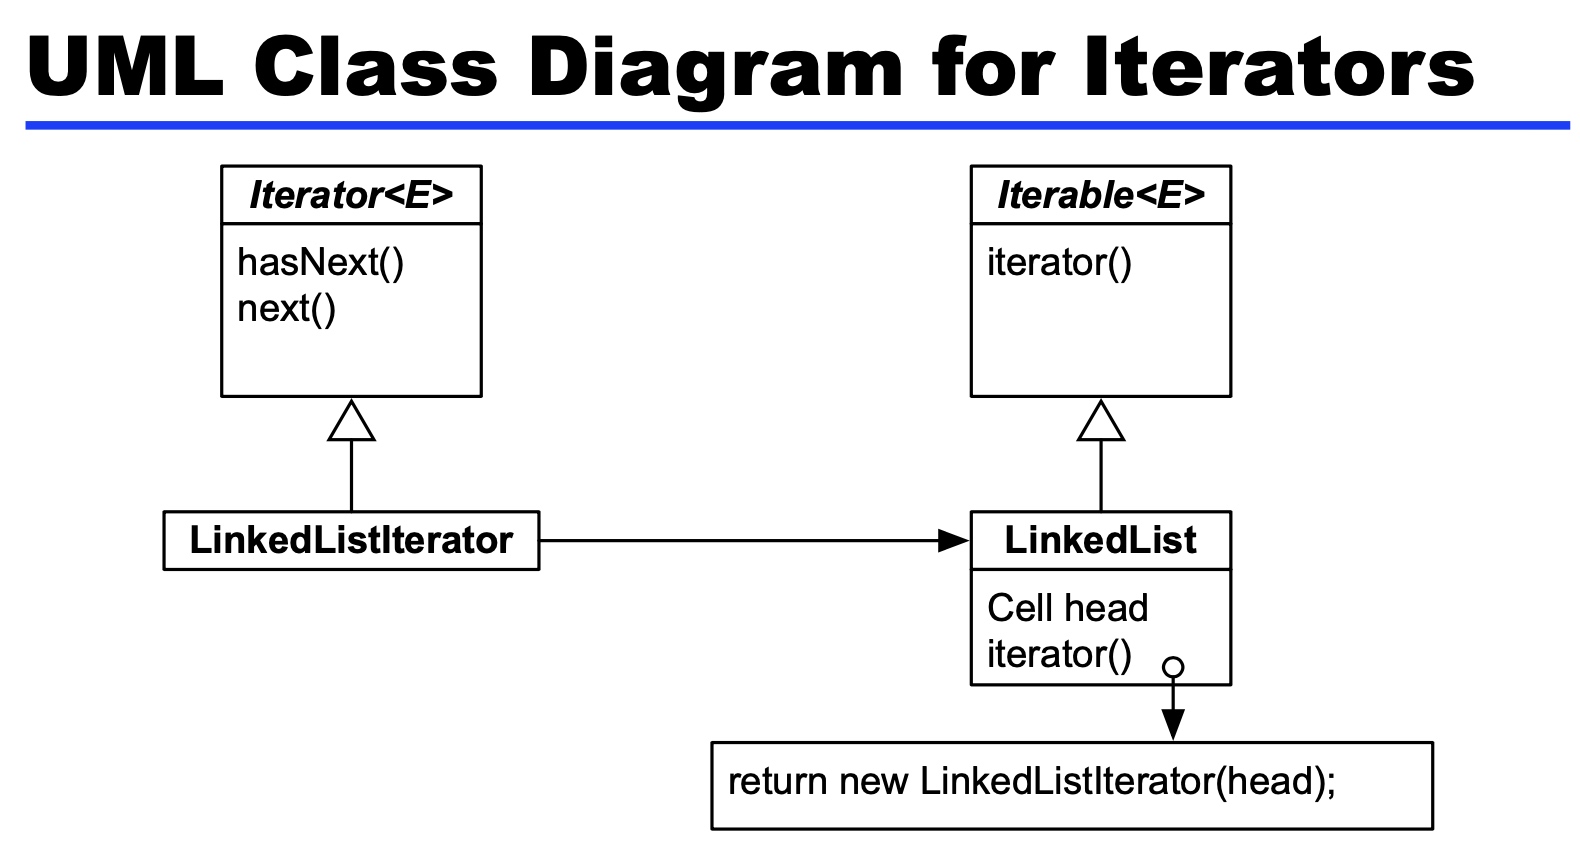 UML Class Diagram for Iterators
Iterator<E>
hasNext()
next()
Iterable<E>
iterator()
LinkedListIterator
LinkedList
Cell head
iterator()
return new LinkedListIterator(head);